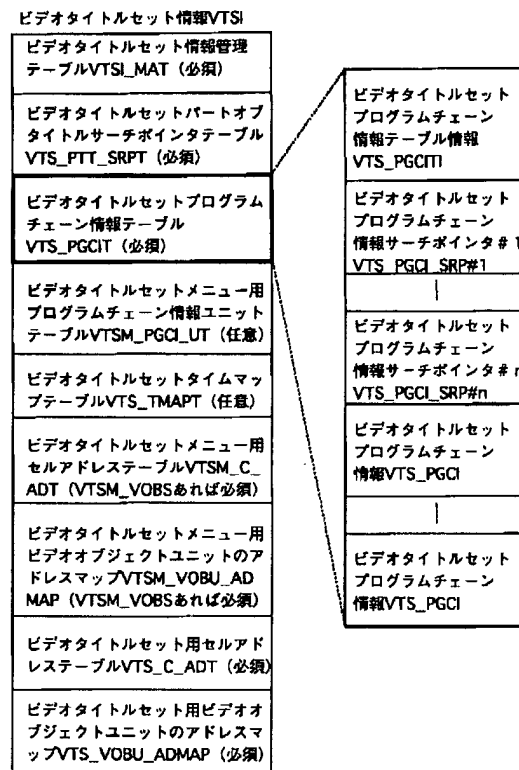 ビデオタイトルセット情報VTSI
ビデオタイトルセット情報管理
テーブルVTSI_MAT（必須）
ビデオタイトルセットパートオブ
タイトルサーチポインタテーブル
VTS_PTT_SRPT（必須）
ビデオタイトルセットプログラム
チェーン情報テーブル
VTS_PGCIT（必須）
ビデオタイトルセットメニュー用
プログラムチェーン情報ユニット
テーブルVTSM_PGCI_UT（任意）
ビデオタイトルセットタイムマッ
プテーブルVTS_TMAPT（任意）
ビデオタイトルセットメニュー用
セルアドレステーブルVTSM_C_
ADT（VTSM_VOBSあれば必須）
ビデオタイトルセットメニュー用
ビデオオブジェクトユニットのア
ドレスマップVTSM_VOBU_AD
MAP（VTSM_VOBSあれば必須）
ビデオタイトルセット用セルアド
レステーブルVTS_C_ADT（必須）
ビデオタイトルセット用ビデオオ
ブジェクトユニットのアドレスマ
ップVTS_VOBU_ADMAP（必須）
ビデオタイトルセット
プログラムチェーン
情報テーブル情報
VTS_PGCITI
ビデオタイトルセット
プログラムチェーン
情報サーチポインタ＃1
VTS_PGCI_SRP#1
ビデオタイトルセット
プログラムチェーン
情報サーチポインタ＃n
VTS_PGCI_SRP#n
ビデオタイトルセット
プログラムチェーン
情報VTS_PGCI
ビデオタイトルセット
プログラムチェーン
情報VTS_PGCI